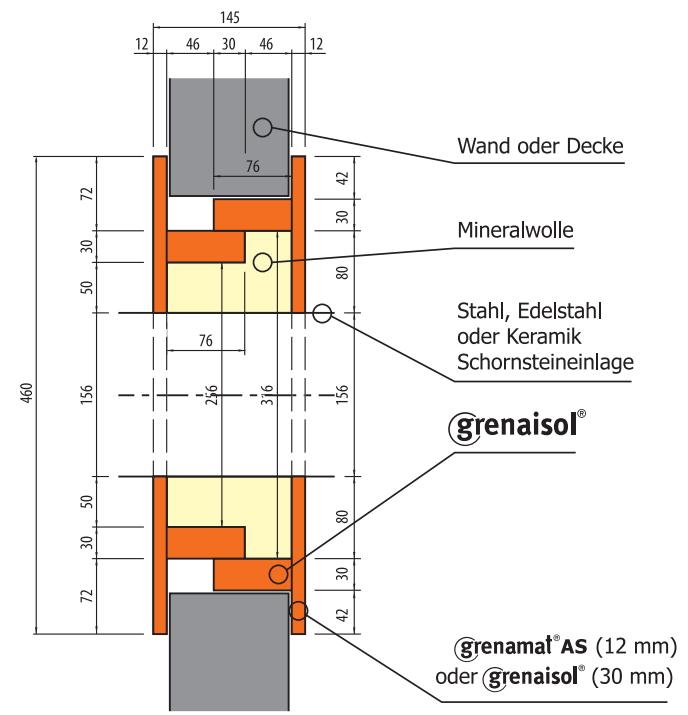 145
12 46 30 46 12
Wand oder Decke
76
72
42
30
Mineralwolle
30
80
50
Stahl, Edelstahl
oder Keramik
Schornsteineinlage
76
460
156
256
316
156
grenaisol®
50
80
30
30
72
42
grenamat® AS (12 mm)
oder grenaisol® (30 mm)